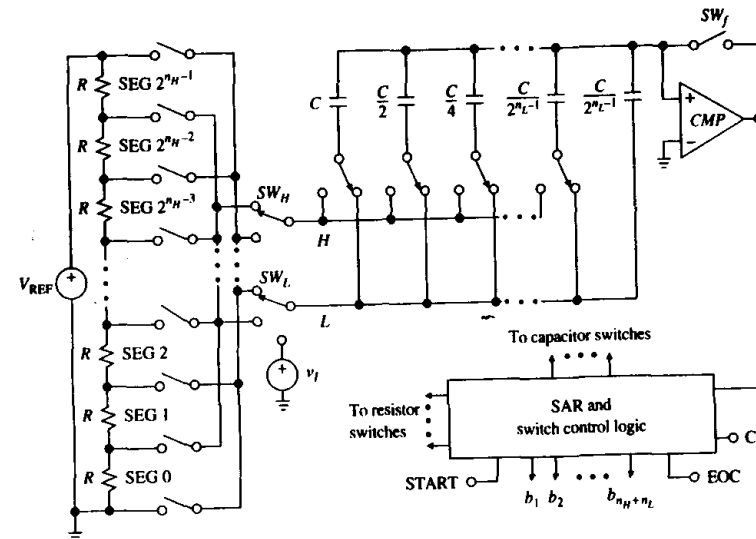 SW_f
R SEG 2^{n_H-1}
R SEG 2^{n_H-2}
R SEG 2^{n_H-3}
C
C/2
C/4
C/2^{n_L-1}
C/2^{n_L-1}
+
−
CMP
SW_H
H
V_REF
+
SW_L
L
R SEG 2
R SEG 1
R SEG 0
+
v_I
To capacitor switches
To resistor
switches
SAR and
switch control logic
C
START
b_1 b_2 b_{n_H+n_L}
EOC